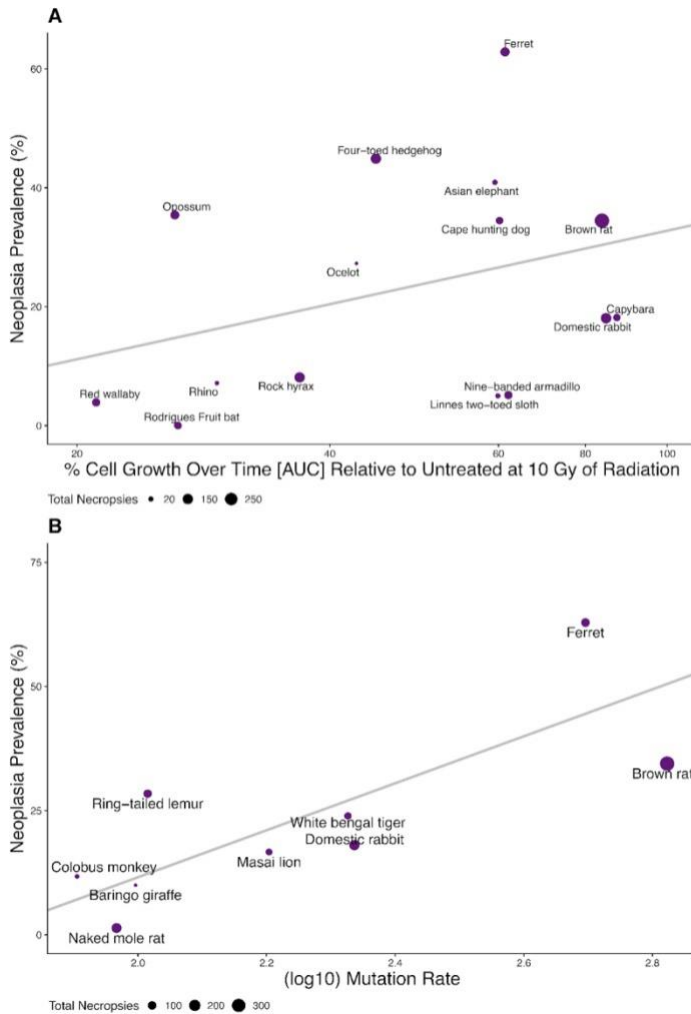 A
Neoplasia Prevalence (%)
60
40
20
0
Ferret
Four-toed hedgehog
Asian elephant
Opossum
Cape hunting dog
Brown rat
Ocelot
Capybara
Domestic rabbit
Red wallaby
Rhino
Rock hyrax
Nine-banded armadillo
Linnes two-toed sloth
Rodrigues Fruit bat
20 40 60 80 100
% Cell Growth Over Time [AUC] Relative to Untreated at 10 Gy of Radiation
Total Necropsies 20 150 250
B
Neoplasia Prevalence (%)
75
50
25
0
Ferret
Brown rat
Ring-tailed lemur
White bengal tiger
Domestic rabbit
Masai lion
Colobus monkey
Baringo giraffe
Naked mole rat
2.0 2.2 2.4 2.6 2.8
(log10) Mutation Rate
Total Necropsies 100 200 300